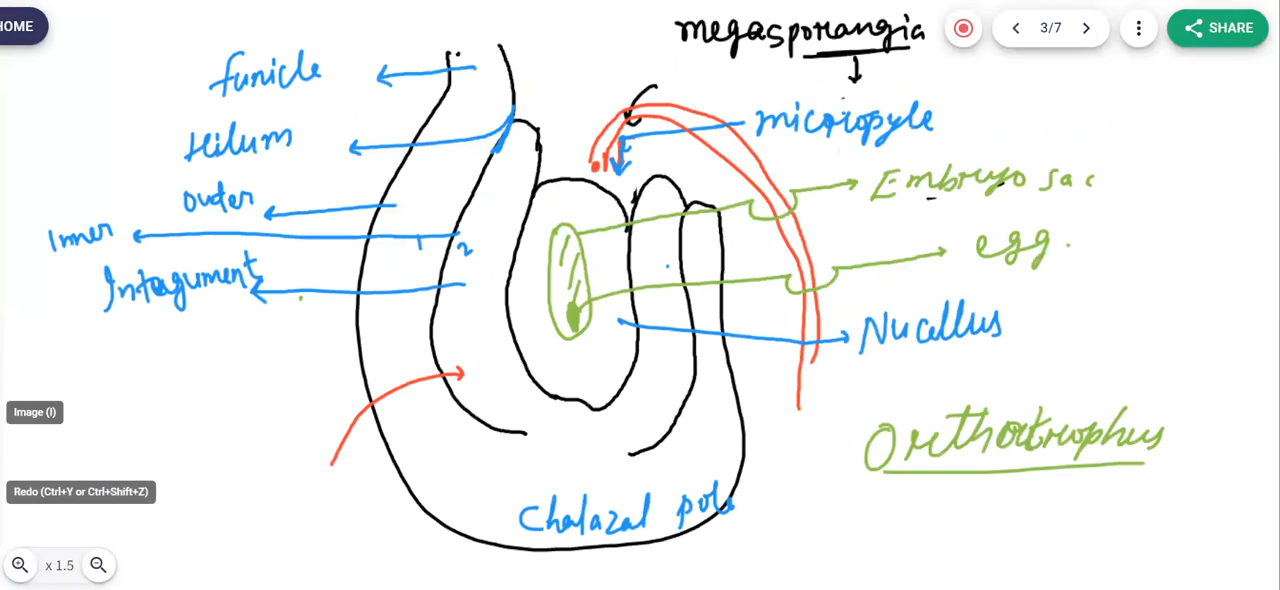 HOME
megasporangia
3/7
SHARE
funicle
Hilum
micropyle
outer
Embryo sac
Inner
1
2
egg.
Integument
Nucellus
Image (I)
Orthotrophus
Redo (Ctrl+Y or Ctrl+Shift+Z)
Chalazal pole
x 1.5